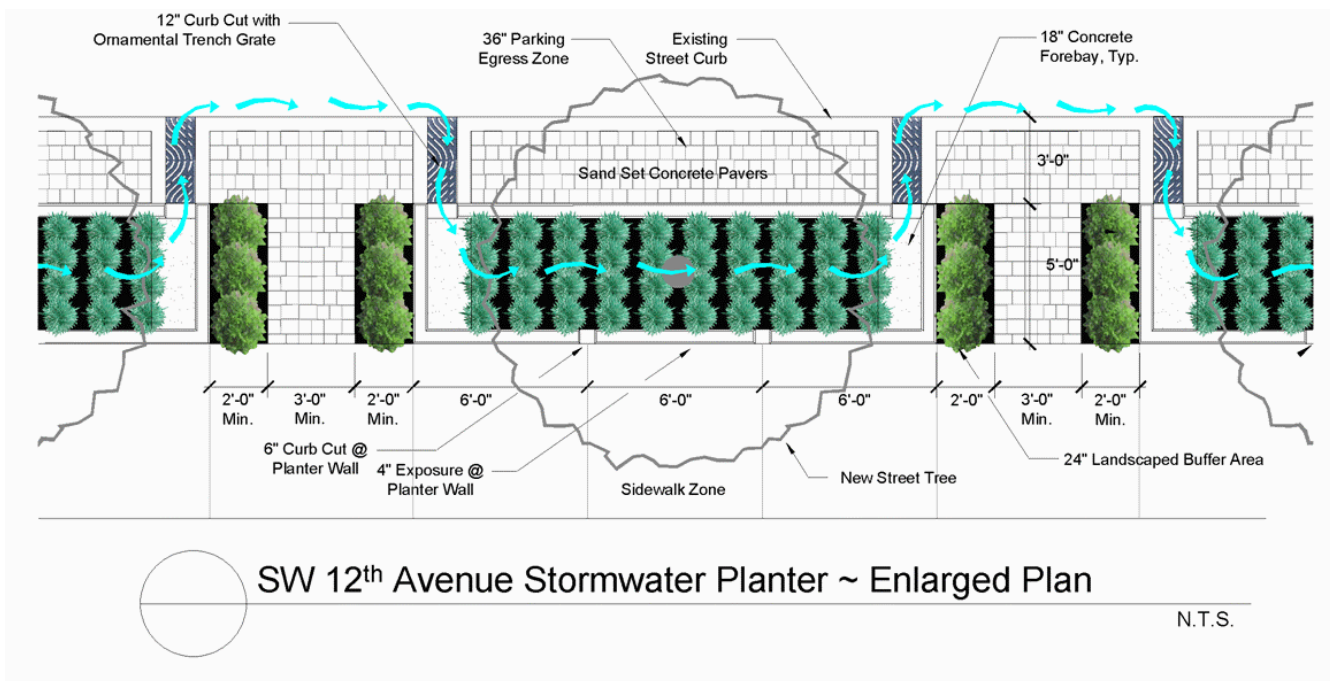 12" Curb Cut with
Ornamental Trench Grate
36" Parking
Egress Zone
Existing
Street Curb
18" Concrete
Forebay, Typ.
Sand Set Concrete Pavers
3'-0"
5'-0"
2'-0"
Min.
3'-0"
Min.
2'-0"
Min.
6'-0"
6'-0"
6'-0"
2'-0"
3'-0"
Min.
2'-0"
Min.
6" Curb Cut @
Planter Wall
4" Exposure @
Planter Wall
Sidewalk Zone
New Street Tree
24" Landscaped Buffer Area
SW 12th Avenue Stormwater Planter ~ Enlarged Plan
N.T.S.